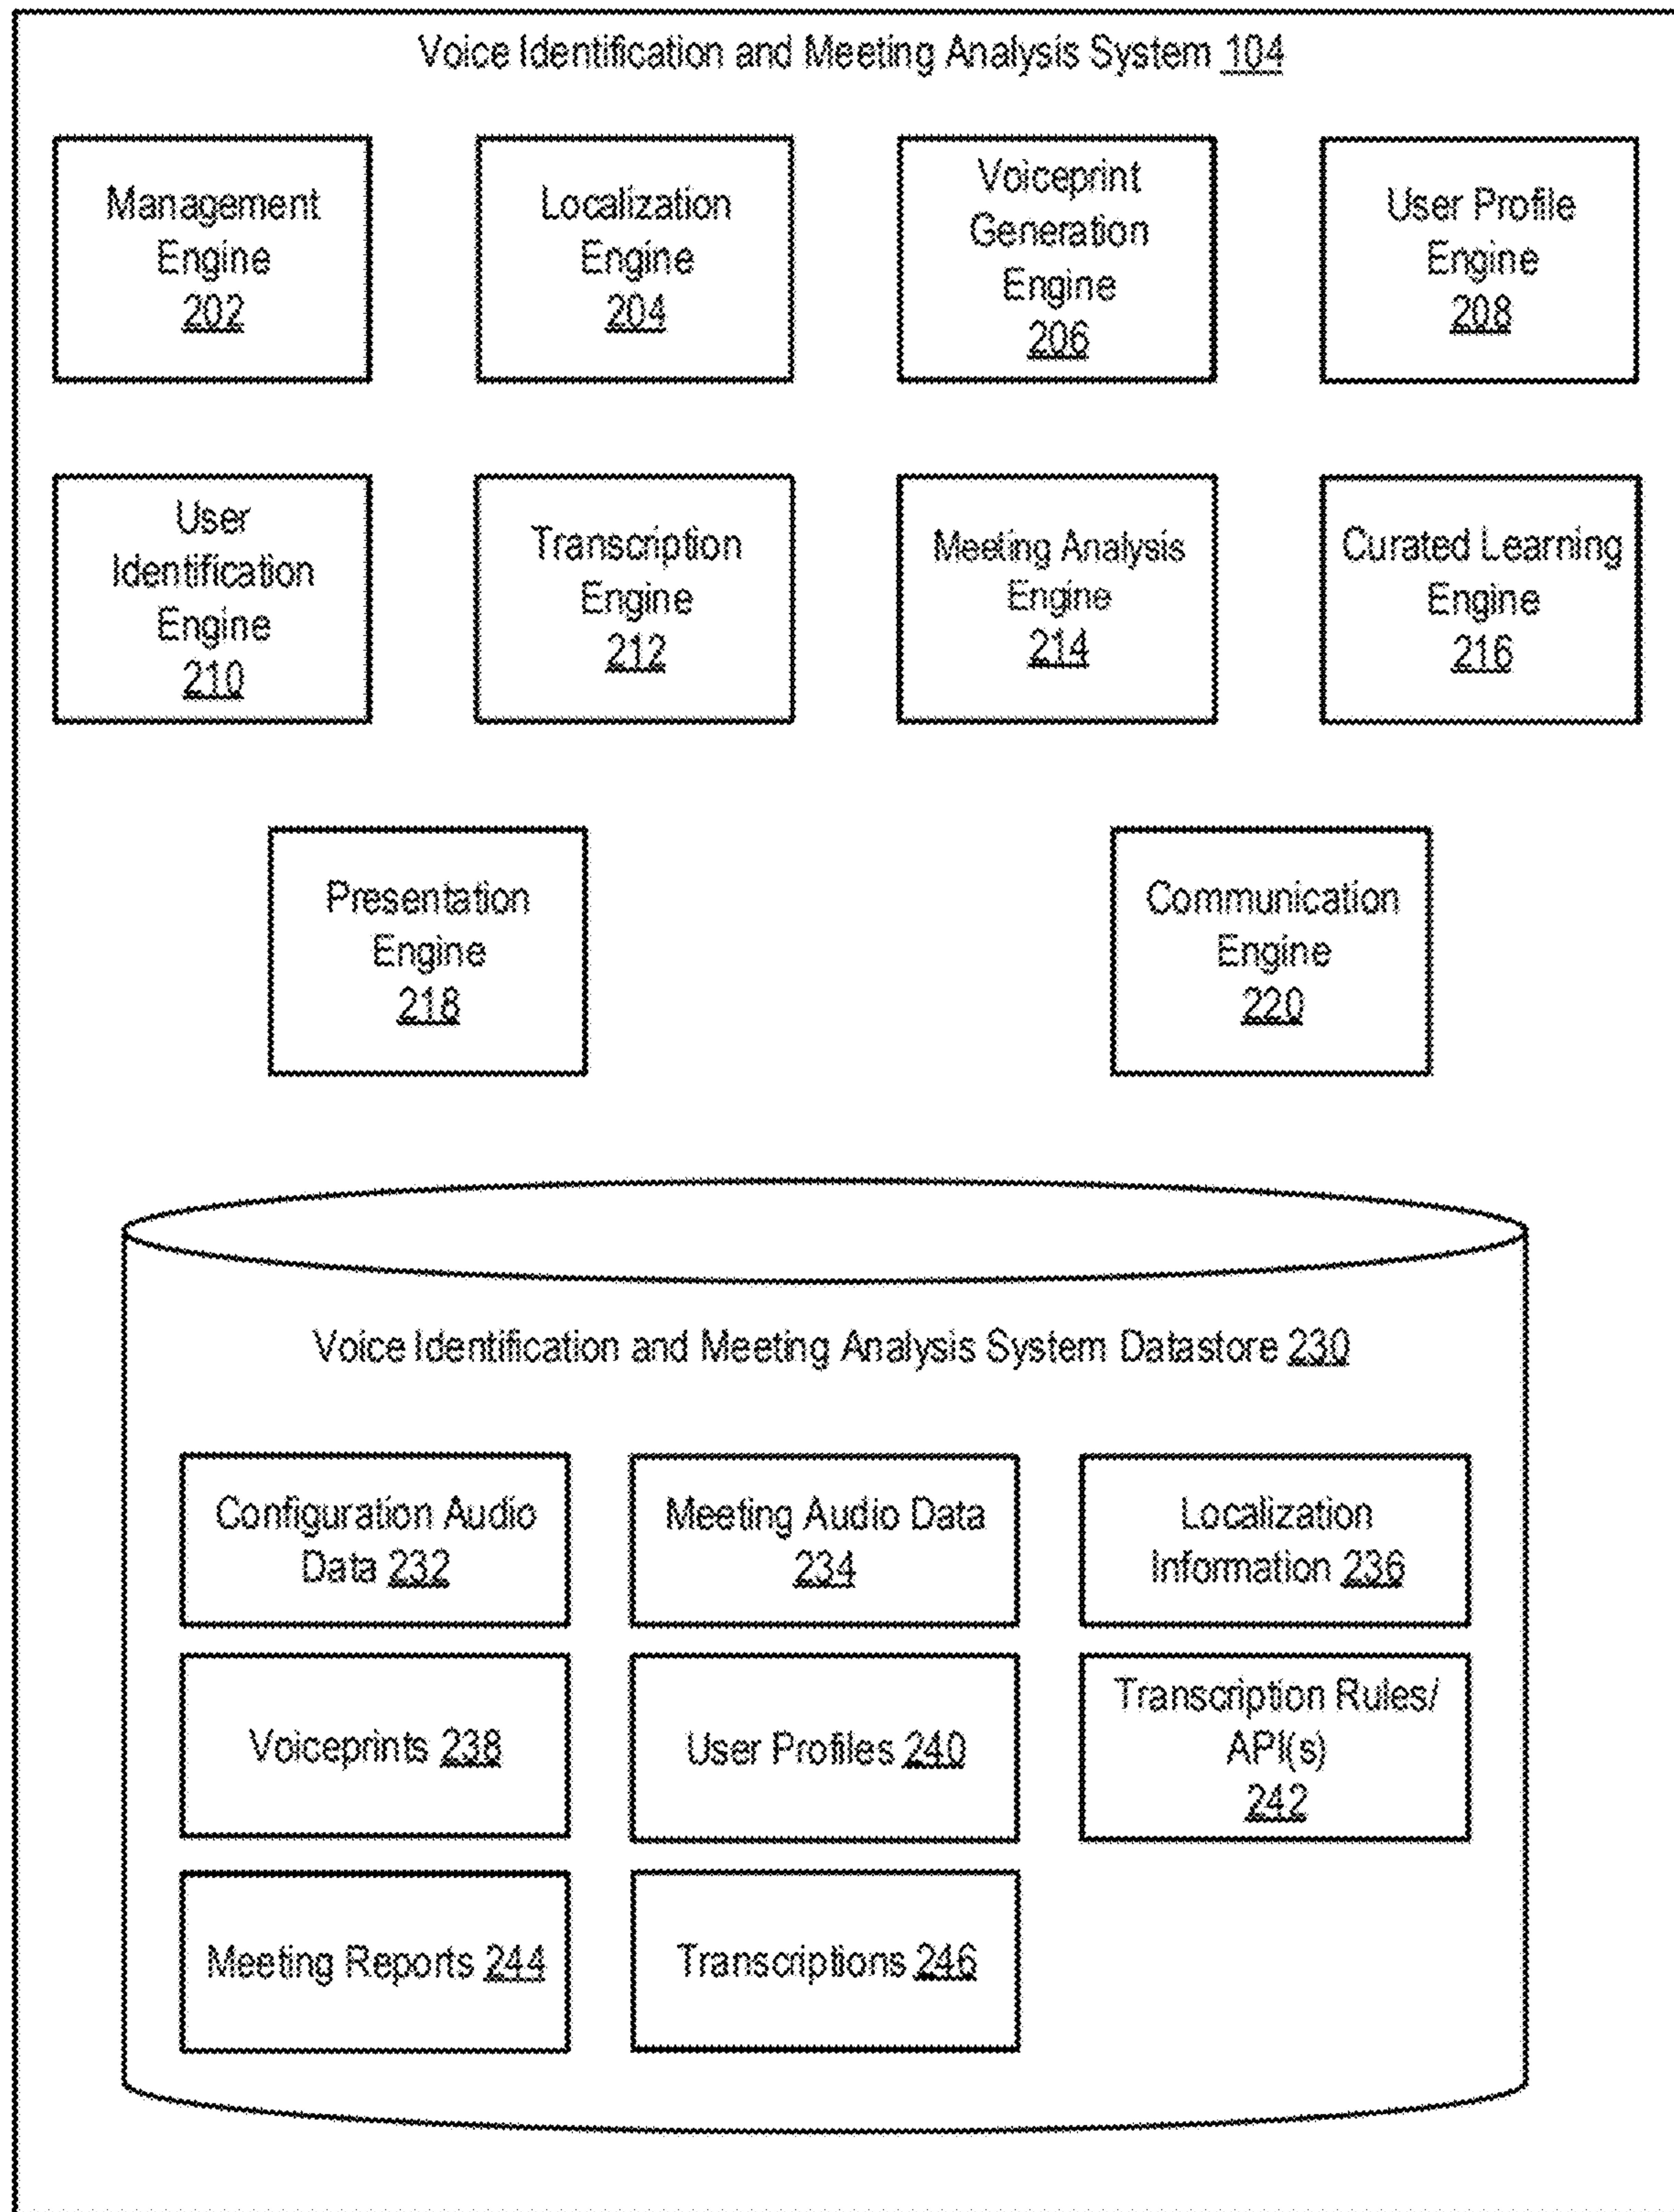 Voice Identification and Meeting Analysis System 104
Management
Engine
202
Localization
Engine
204
Voiceprint
Generation
Engine
206
User Profile
Engine
208
User
Identification
Engine
210
Transcription
Engine
212
Meeting Analysis
Engine
214
Curated Learning
Engine
216
Presentation
Engine
218
Communication
Engine
220
Voice Identification and Meeting Analysis System Datastore 230
Configuration Audio
Data 232
Meeting Audio Data
234
Localization
Information 236
Voiceprints 238
User Profiles 240
Transcription Rules/
API(s)
242
Meeting Reports 244
Transcriptions 246